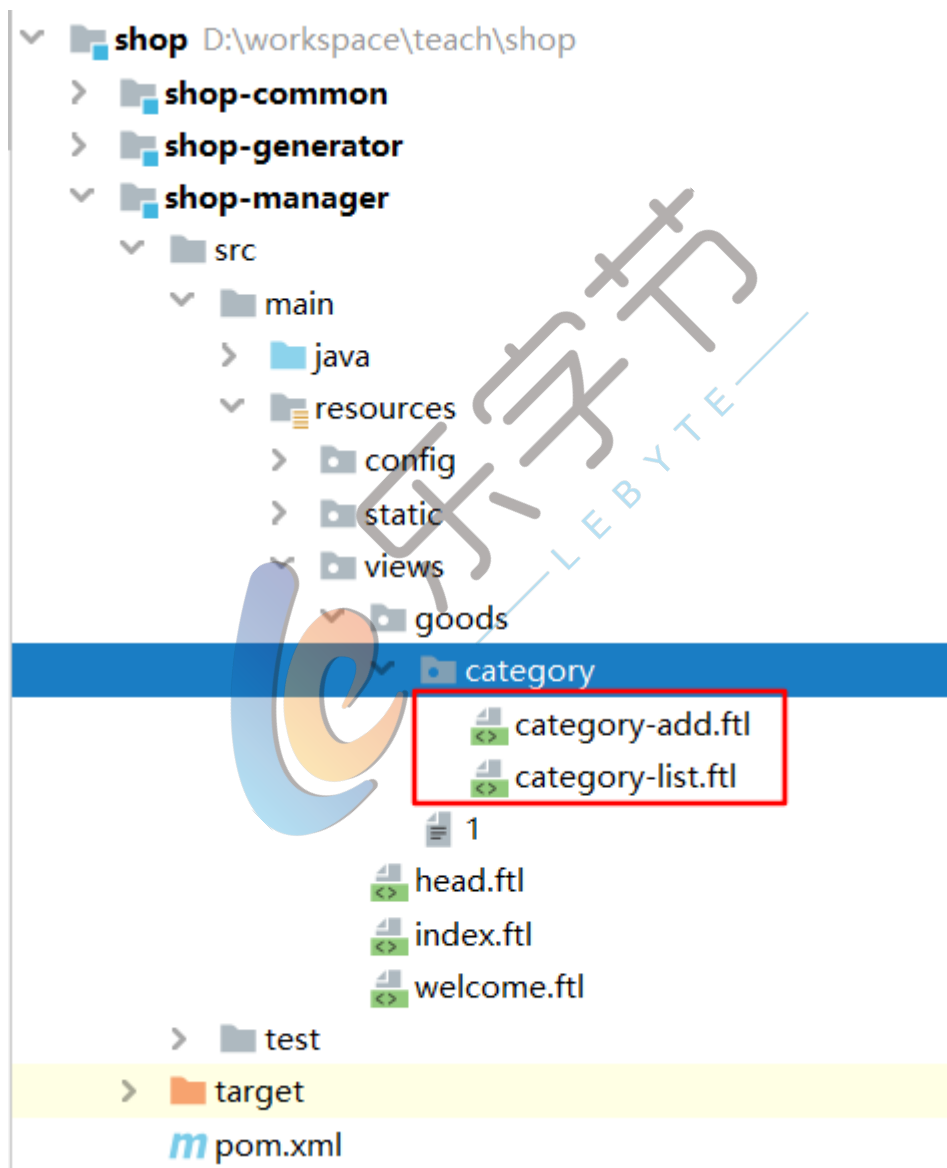 shop D:\workspace\teach\shop
shop-common
shop-generator
shop-manager
src
main
java
resources
config
static
views
goods
category
category-add.ftl
category-list.ftl
1
head.ftl
index.ftl
welcome.ftl
test
target
pom.xml
乐字节
LEBYTE